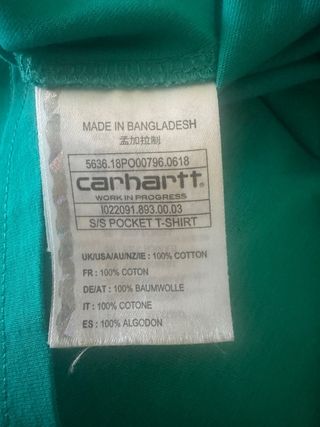 MADE IN BANGLADESH
孟加拉制
5636.18PO00796.0618
carhartt
WORK IN PROGRESS
I022091.893.00.03
S/S POCKET T-SHIRT
UK/USA/AU/NZ/IE : 100% COTTON
FR : 100% COTON
DE/AT : 100% BAUMWOLLE
IT : 100% COTONE
ES : 100% ALGODON